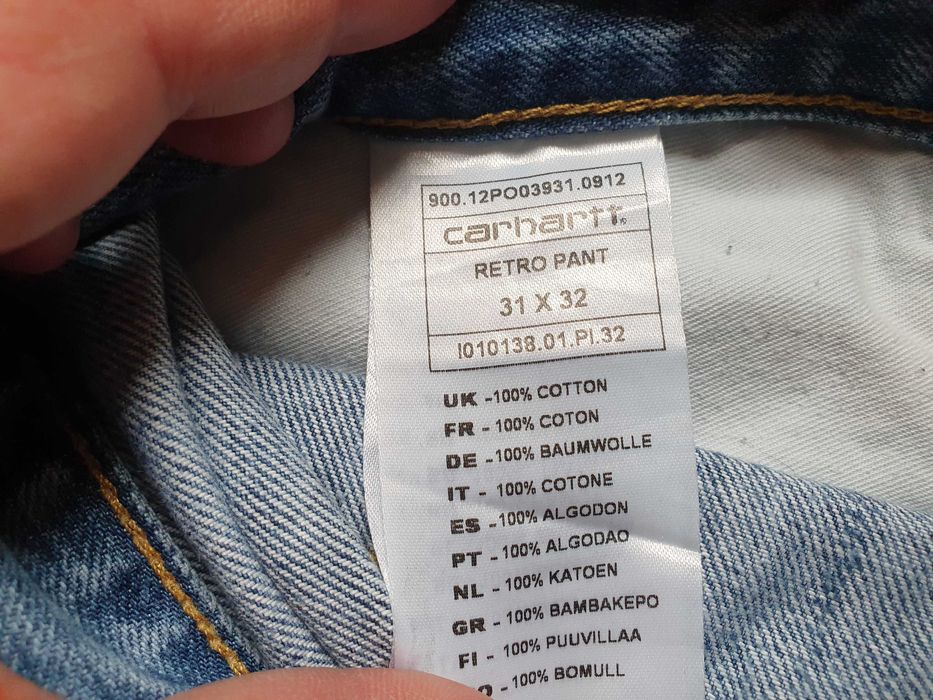 900.12PO03931.0912
carhartt
RETRO PANT
31 X 32
I010138.01.PI.32
UK -100% COTTON
FR - 100% COTON
DE -100% BAUMWOLLE
IT - 100% COTONE
ES -100% ALGODON
PT - 100% ALGODAO
NL - 100% KATOEN
GR - 100% BAMBAKEPO
FI - 100% PUUVILLAA
- 100% BOMULL